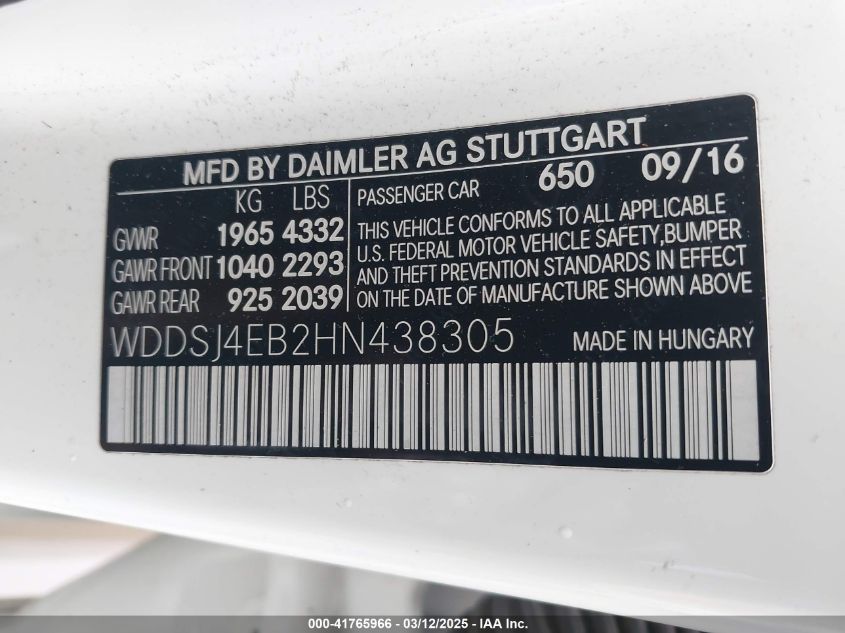 MFD BY DAIMLER AG STUTTGART
KG LBS
GVWR 1965 4332
GAWR FRONT 1040 2293
GAWR REAR 925 2039
PASSENGER CAR 650 09/16
THIS VEHICLE CONFORMS TO ALL APPLICABLE
U.S. FEDERAL MOTOR VEHICLE SAFETY,BUMPER
AND THEFT PREVENTION STANDARDS IN EFFECT
ON THE DATE OF MANUFACTURE SHOWN ABOVE
WDDSJ4EB2HN438305 MADE IN HUNGARY
000-41765966 - 03/12/2025 - IAA Inc.